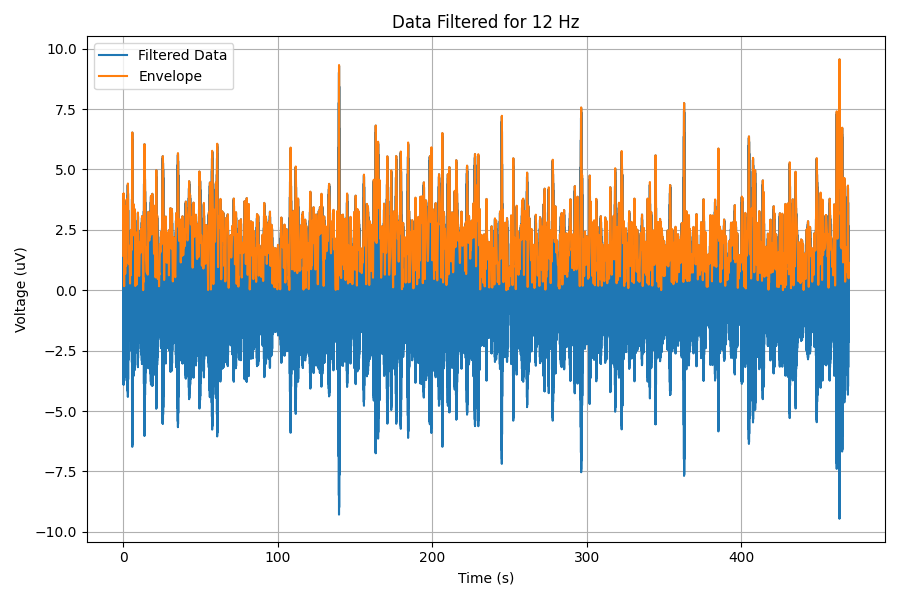 Data Filtered for 12 Hz
Filtered Data
Envelope
Voltage (uV)
10.0
7.5
5.0
2.5
0.0
−2.5
−5.0
−7.5
−10.0
0 100 200 300 400
Time (s)